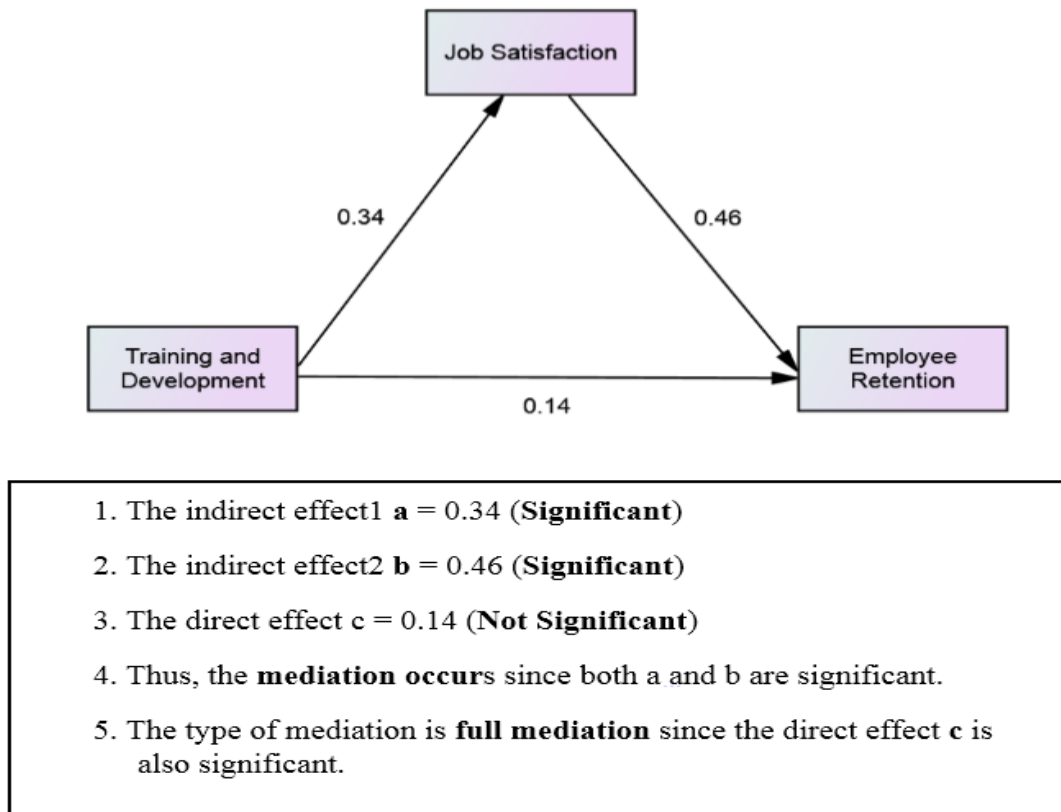 Job Satisfaction
0.34
0.46
Training and
Development
Employee
Retention
0.14
1. The indirect effect1 a = 0.34 (Significant)
2. The indirect effect2 b = 0.46 (Significant)
3. The direct effect c = 0.14 (Not Significant)
4. Thus, the mediation occurs since both a and b are significant.
5. The type of mediation is full mediation since the direct effect c is
also significant.